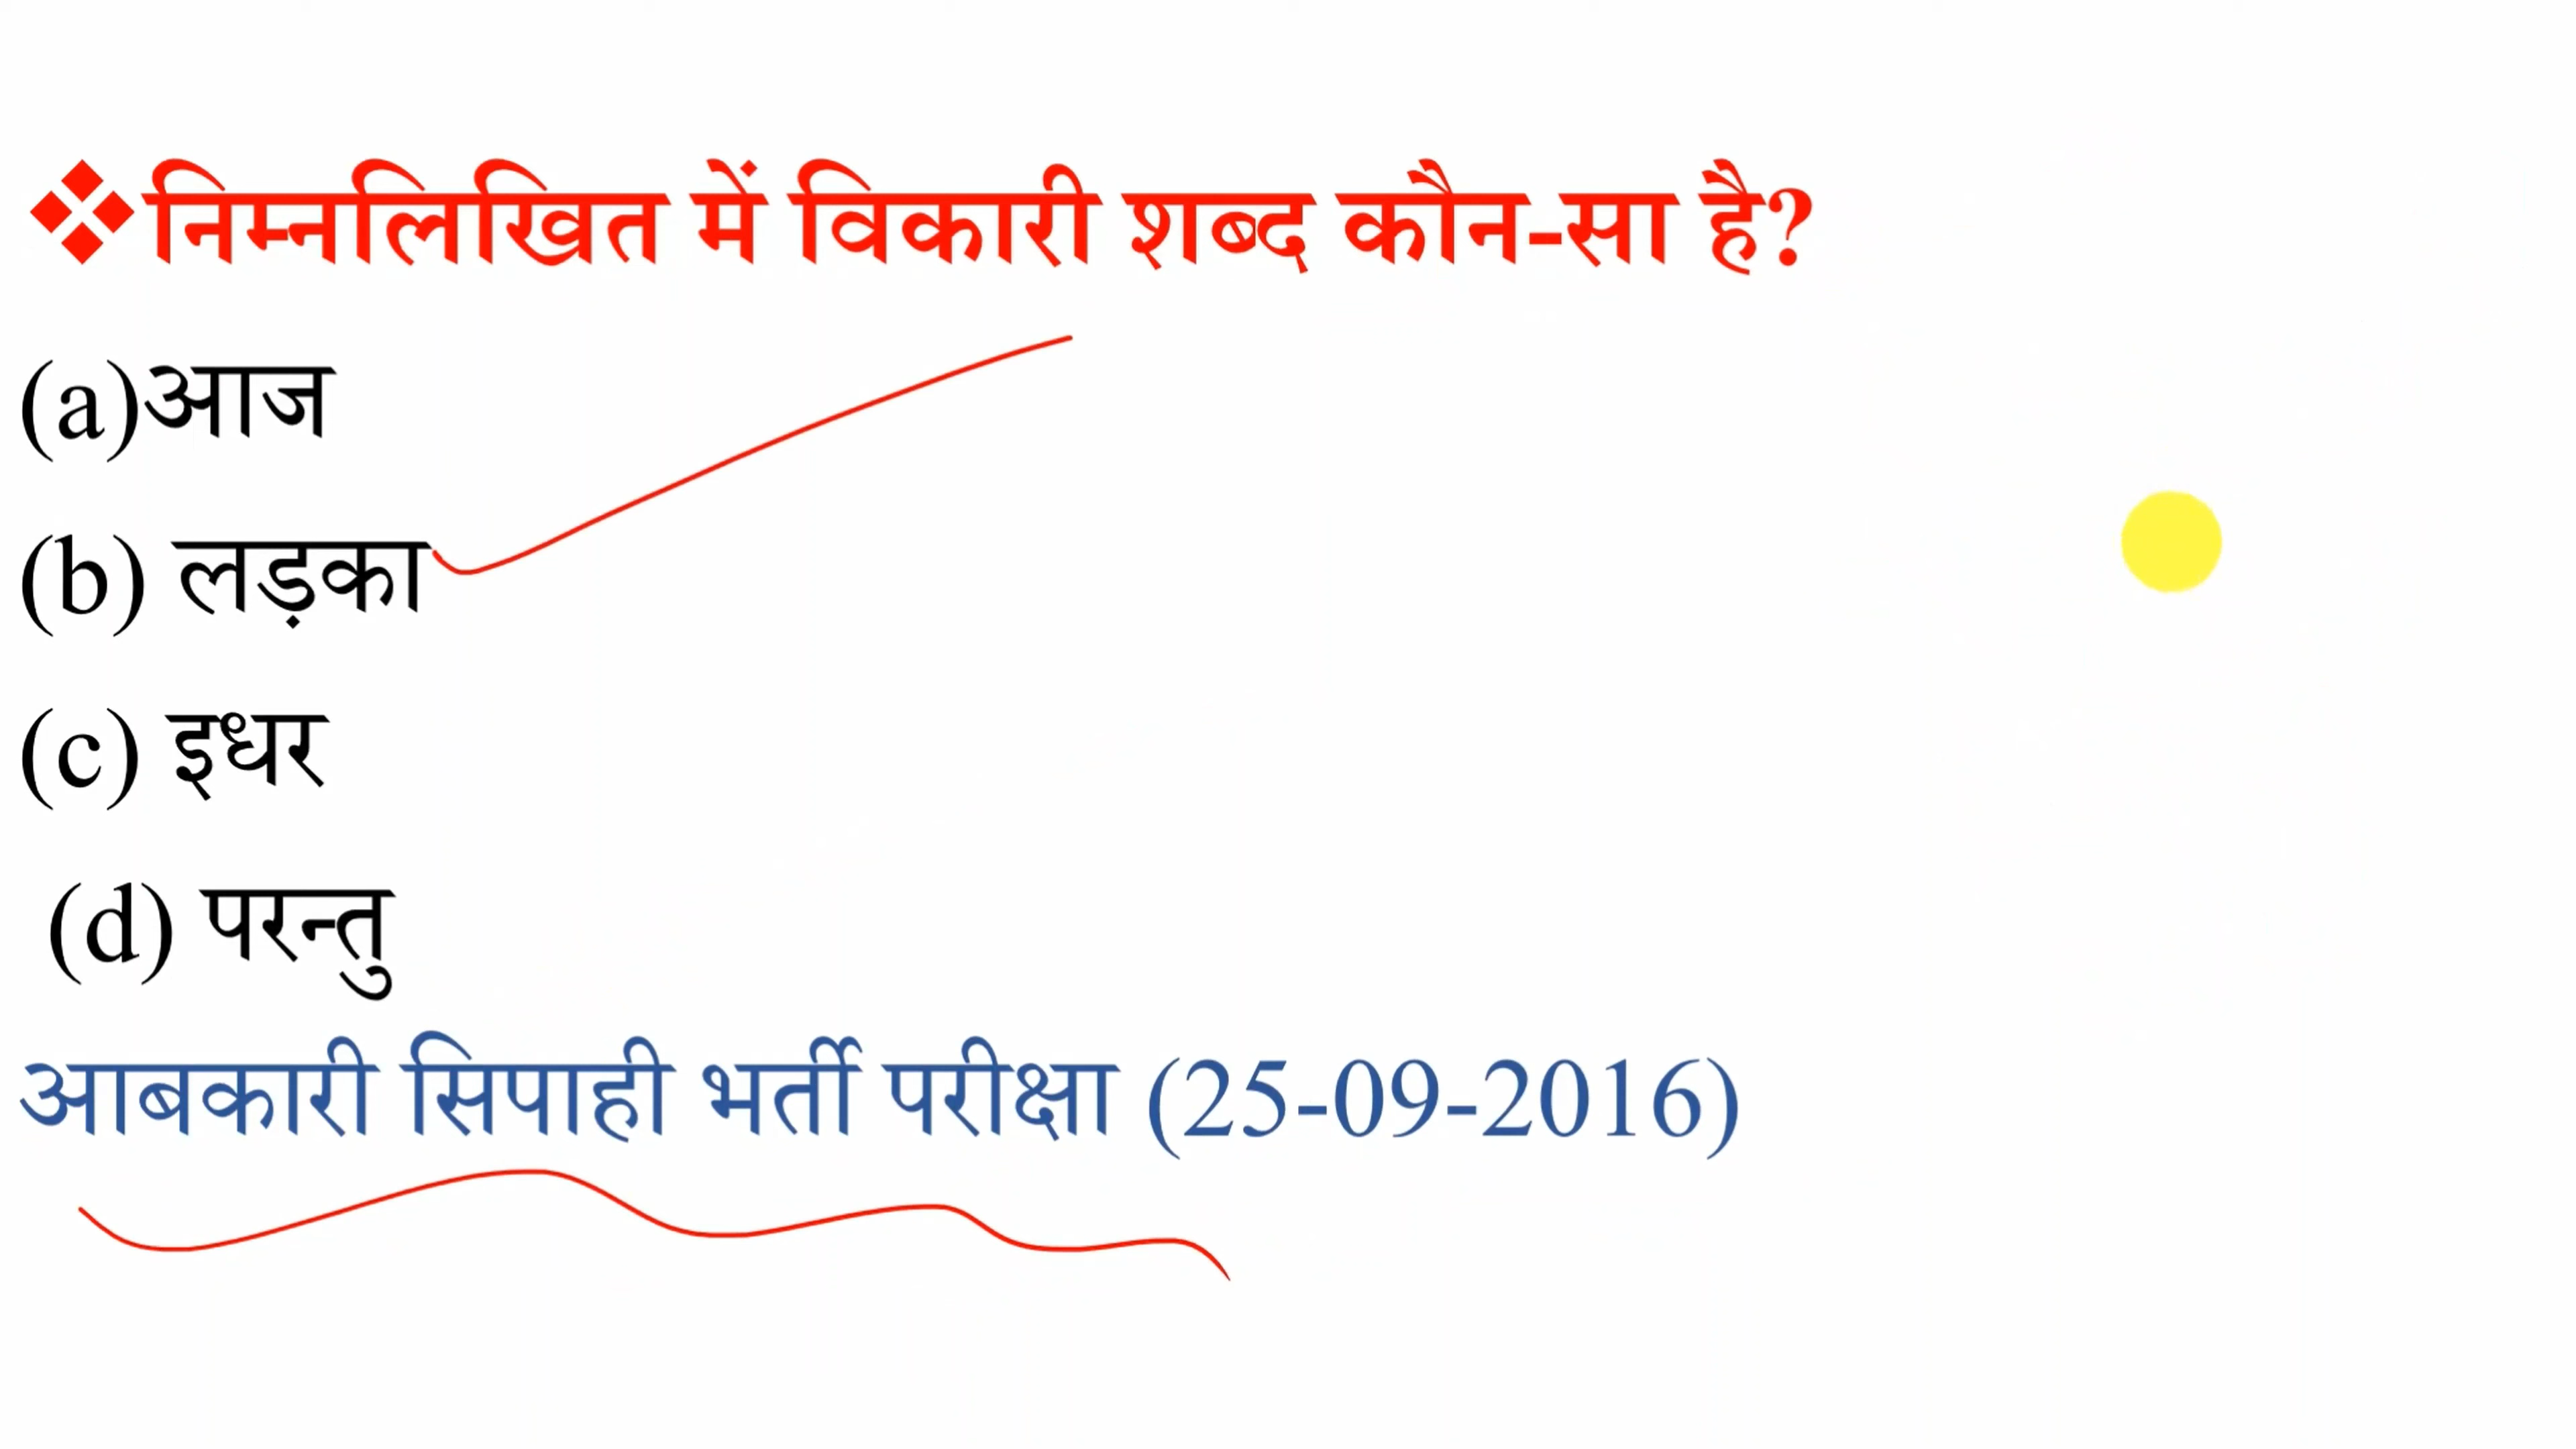 ❖निम्नलिखित में विकारी शब्द कौन-सा है?
(a)आज
(b) लड़का
(c) इधर
(d) परन्तु
आबकारी सिपाही भर्ती परीक्षा (25-09-2016)